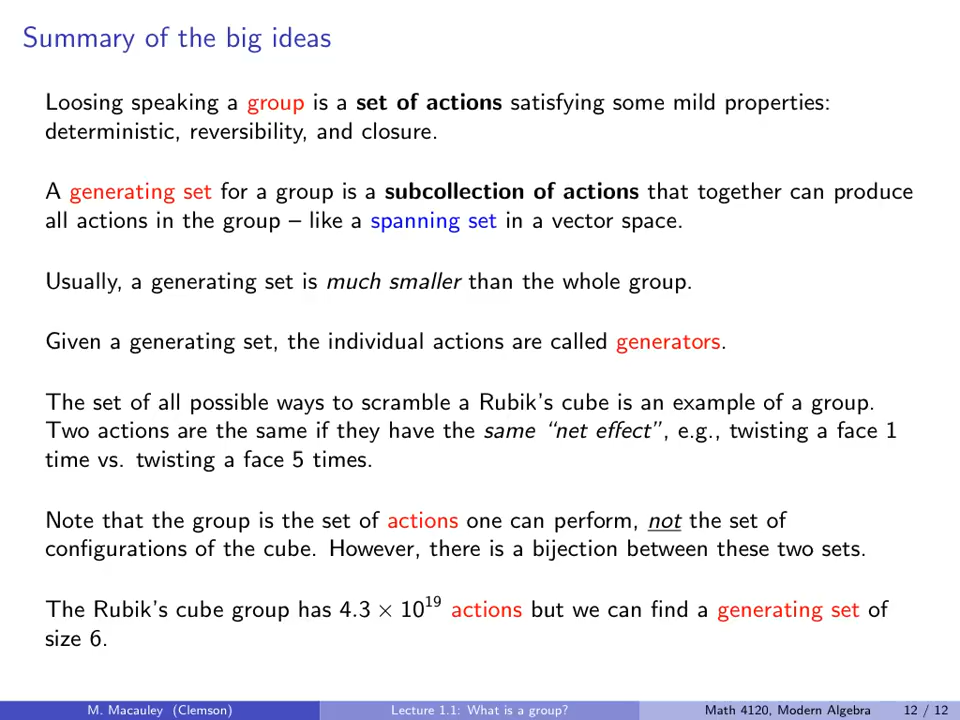 Summary of the big ideas
Loosing speaking a group is a set of actions satisfying some mild properties:
deterministic, reversibility, and closure.
A generating set for a group is a subcollection of actions that together can produce
all actions in the group – like a spanning set in a vector space.
Usually, a generating set is much smaller than the whole group.
Given a generating set, the individual actions are called generators.
The set of all possible ways to scramble a Rubik's cube is an example of a group.
Two actions are the same if they have the same “net effect”, e.g., twisting a face 1
time vs. twisting a face 5 times.
Note that the group is the set of actions one can perform, not the set of
configurations of the cube. However, there is a bijection between these two sets.
The Rubik's cube group has 4.3 × 10¹⁹ actions but we can find a generating set of
size 6.
M. Macauley (Clemson) Lecture 1.1: What is a group? Math 4120, Modern Algebra 12 / 12